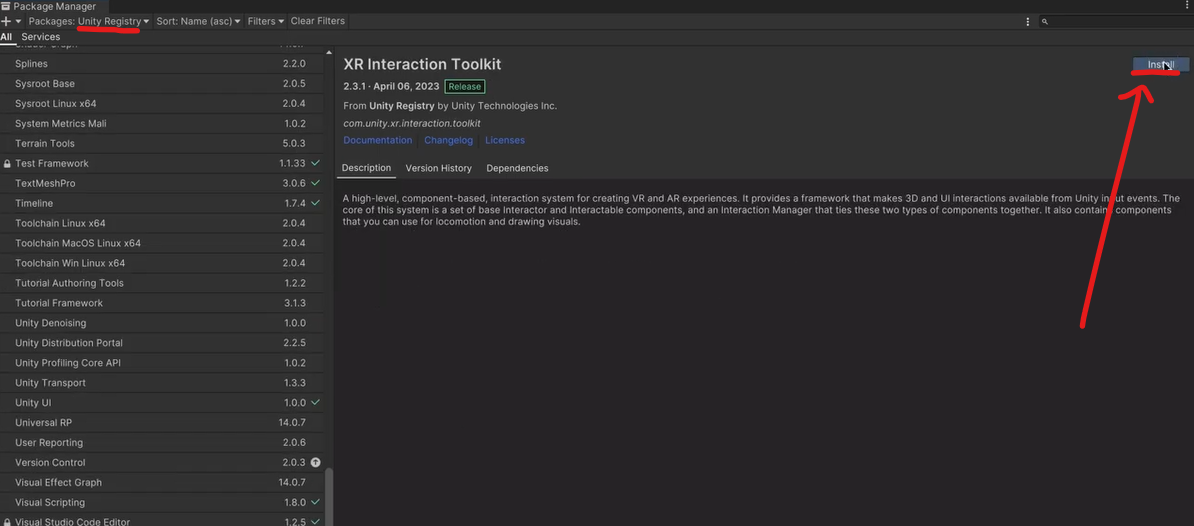 Package Manager
Packages: Unity Registry Sort: Name (asc) Filters Clear Filters
All Services
Shader Graph
Splines 2.2.0
Sysroot Base 2.0.5
Sysroot Linux x64 2.0.4
System Metrics Mali 1.0.2
Terrain Tools 5.0.3
Test Framework 1.1.33
TextMeshPro 3.0.6
Timeline 1.7.4
Toolchain Linux x64 2.0.4
Toolchain MacOS Linux x64 2.0.4
Toolchain Win Linux x64 2.0.4
Tutorial Authoring Tools 1.2.2
Tutorial Framework 3.1.3
Unity Denoising 1.0.0
Unity Distribution Portal 2.2.5
Unity Profiling Core API 1.0.2
Unity Transport 1.3.3
Unity UI 1.0.0
Universal RP 14.0.7
User Reporting 2.0.6
Version Control 2.0.3
Visual Effect Graph 14.0.7
Visual Scripting 1.8.0
Visual Studio Code Editor 1.2.5
XR Interaction Toolkit
Install
2.3.1 · April 06, 2023 Release
From Unity Registry by Unity Technologies Inc.
com.unity.xr.interaction.toolkit
Documentation Changelog Licenses
Description Version History Dependencies
A high-level, component-based, interaction system for creating VR and AR experiences. It provides a framework that makes 3D and UI interactions available from Unity input events. The
core of this system is a set of base Interactor and Interactable components, and an Interaction Manager that ties these two types of components together. It also contains components
that you can use for locomotion and drawing visuals.